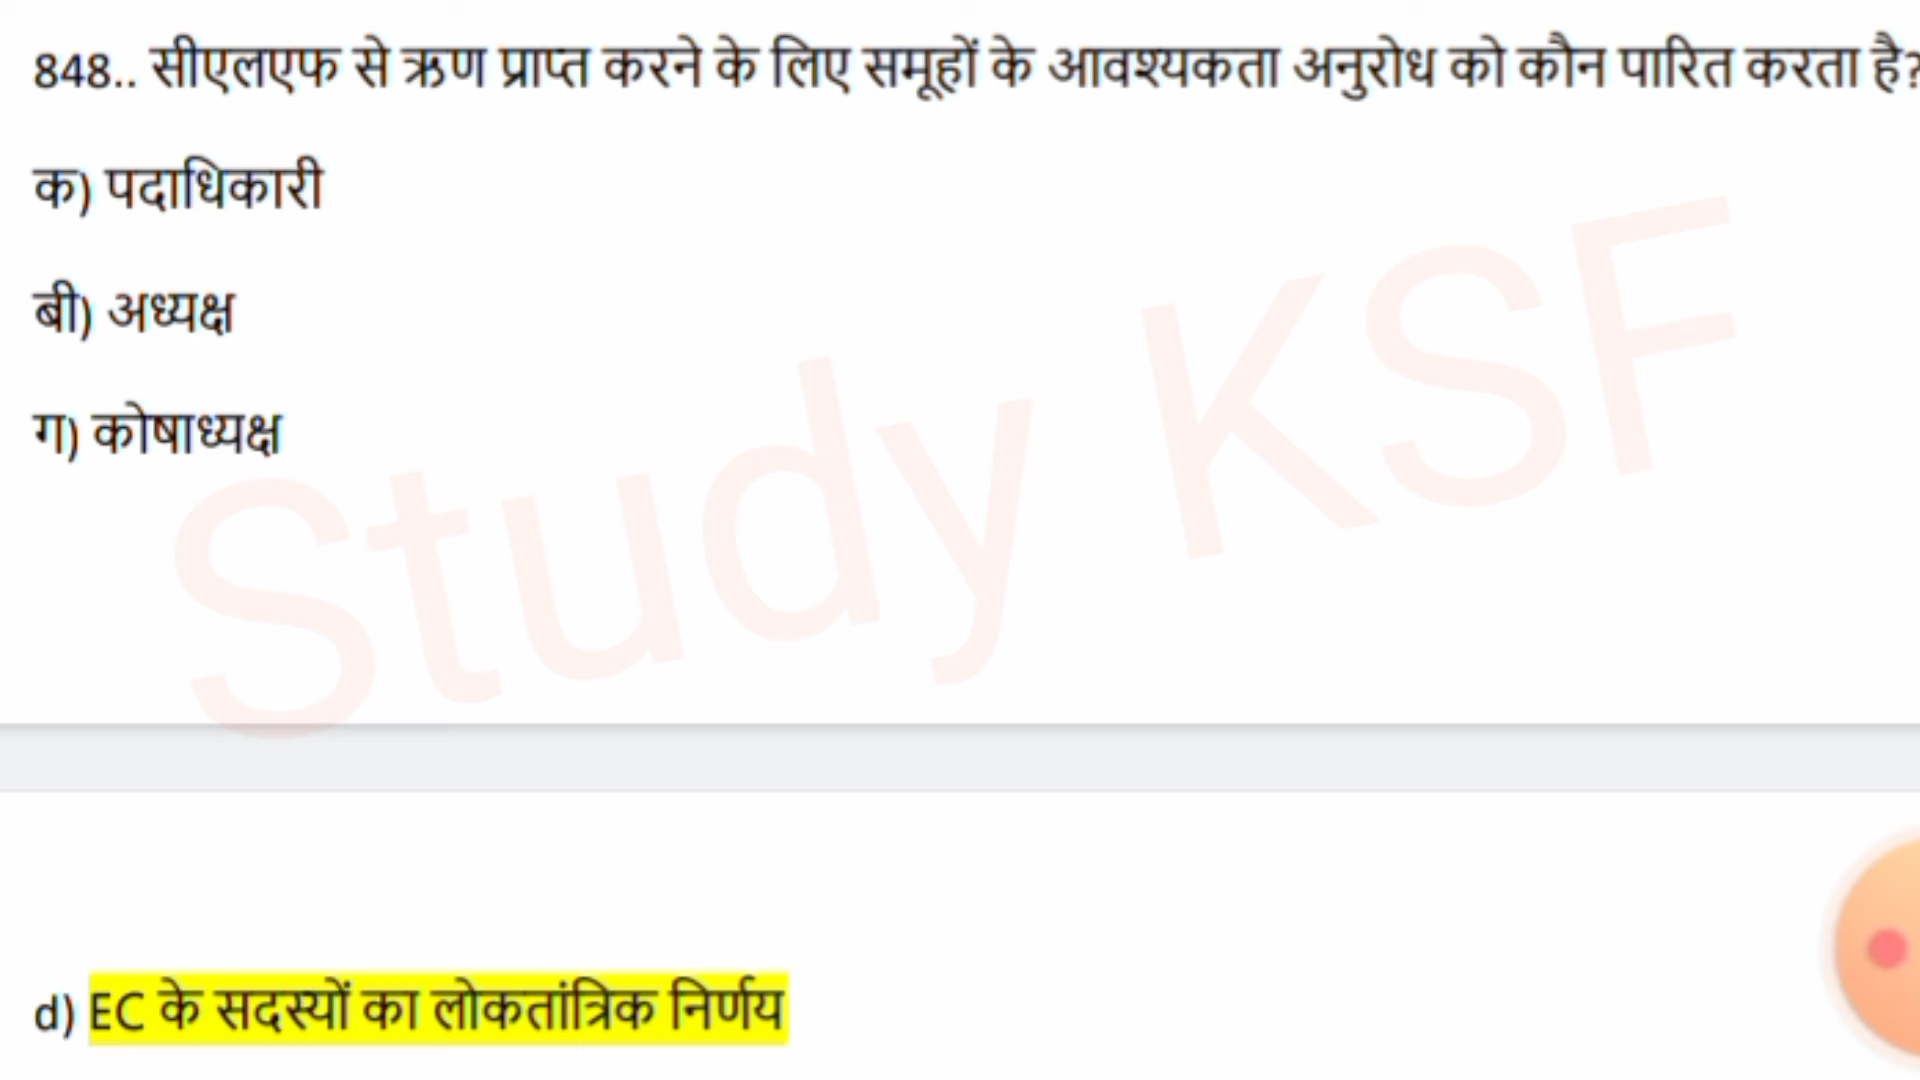 848.. सीएलएफ से ऋण प्राप्त करने के लिए समूहों के आवश्यकता अनुरोध को कौन पारित करता है?
क) पदाधिकारी
बी) अध्यक्ष
ग) कोषाध्यक्ष
Study KSF
d) EC के सदस्यों का लोकतांत्रिक निर्णय